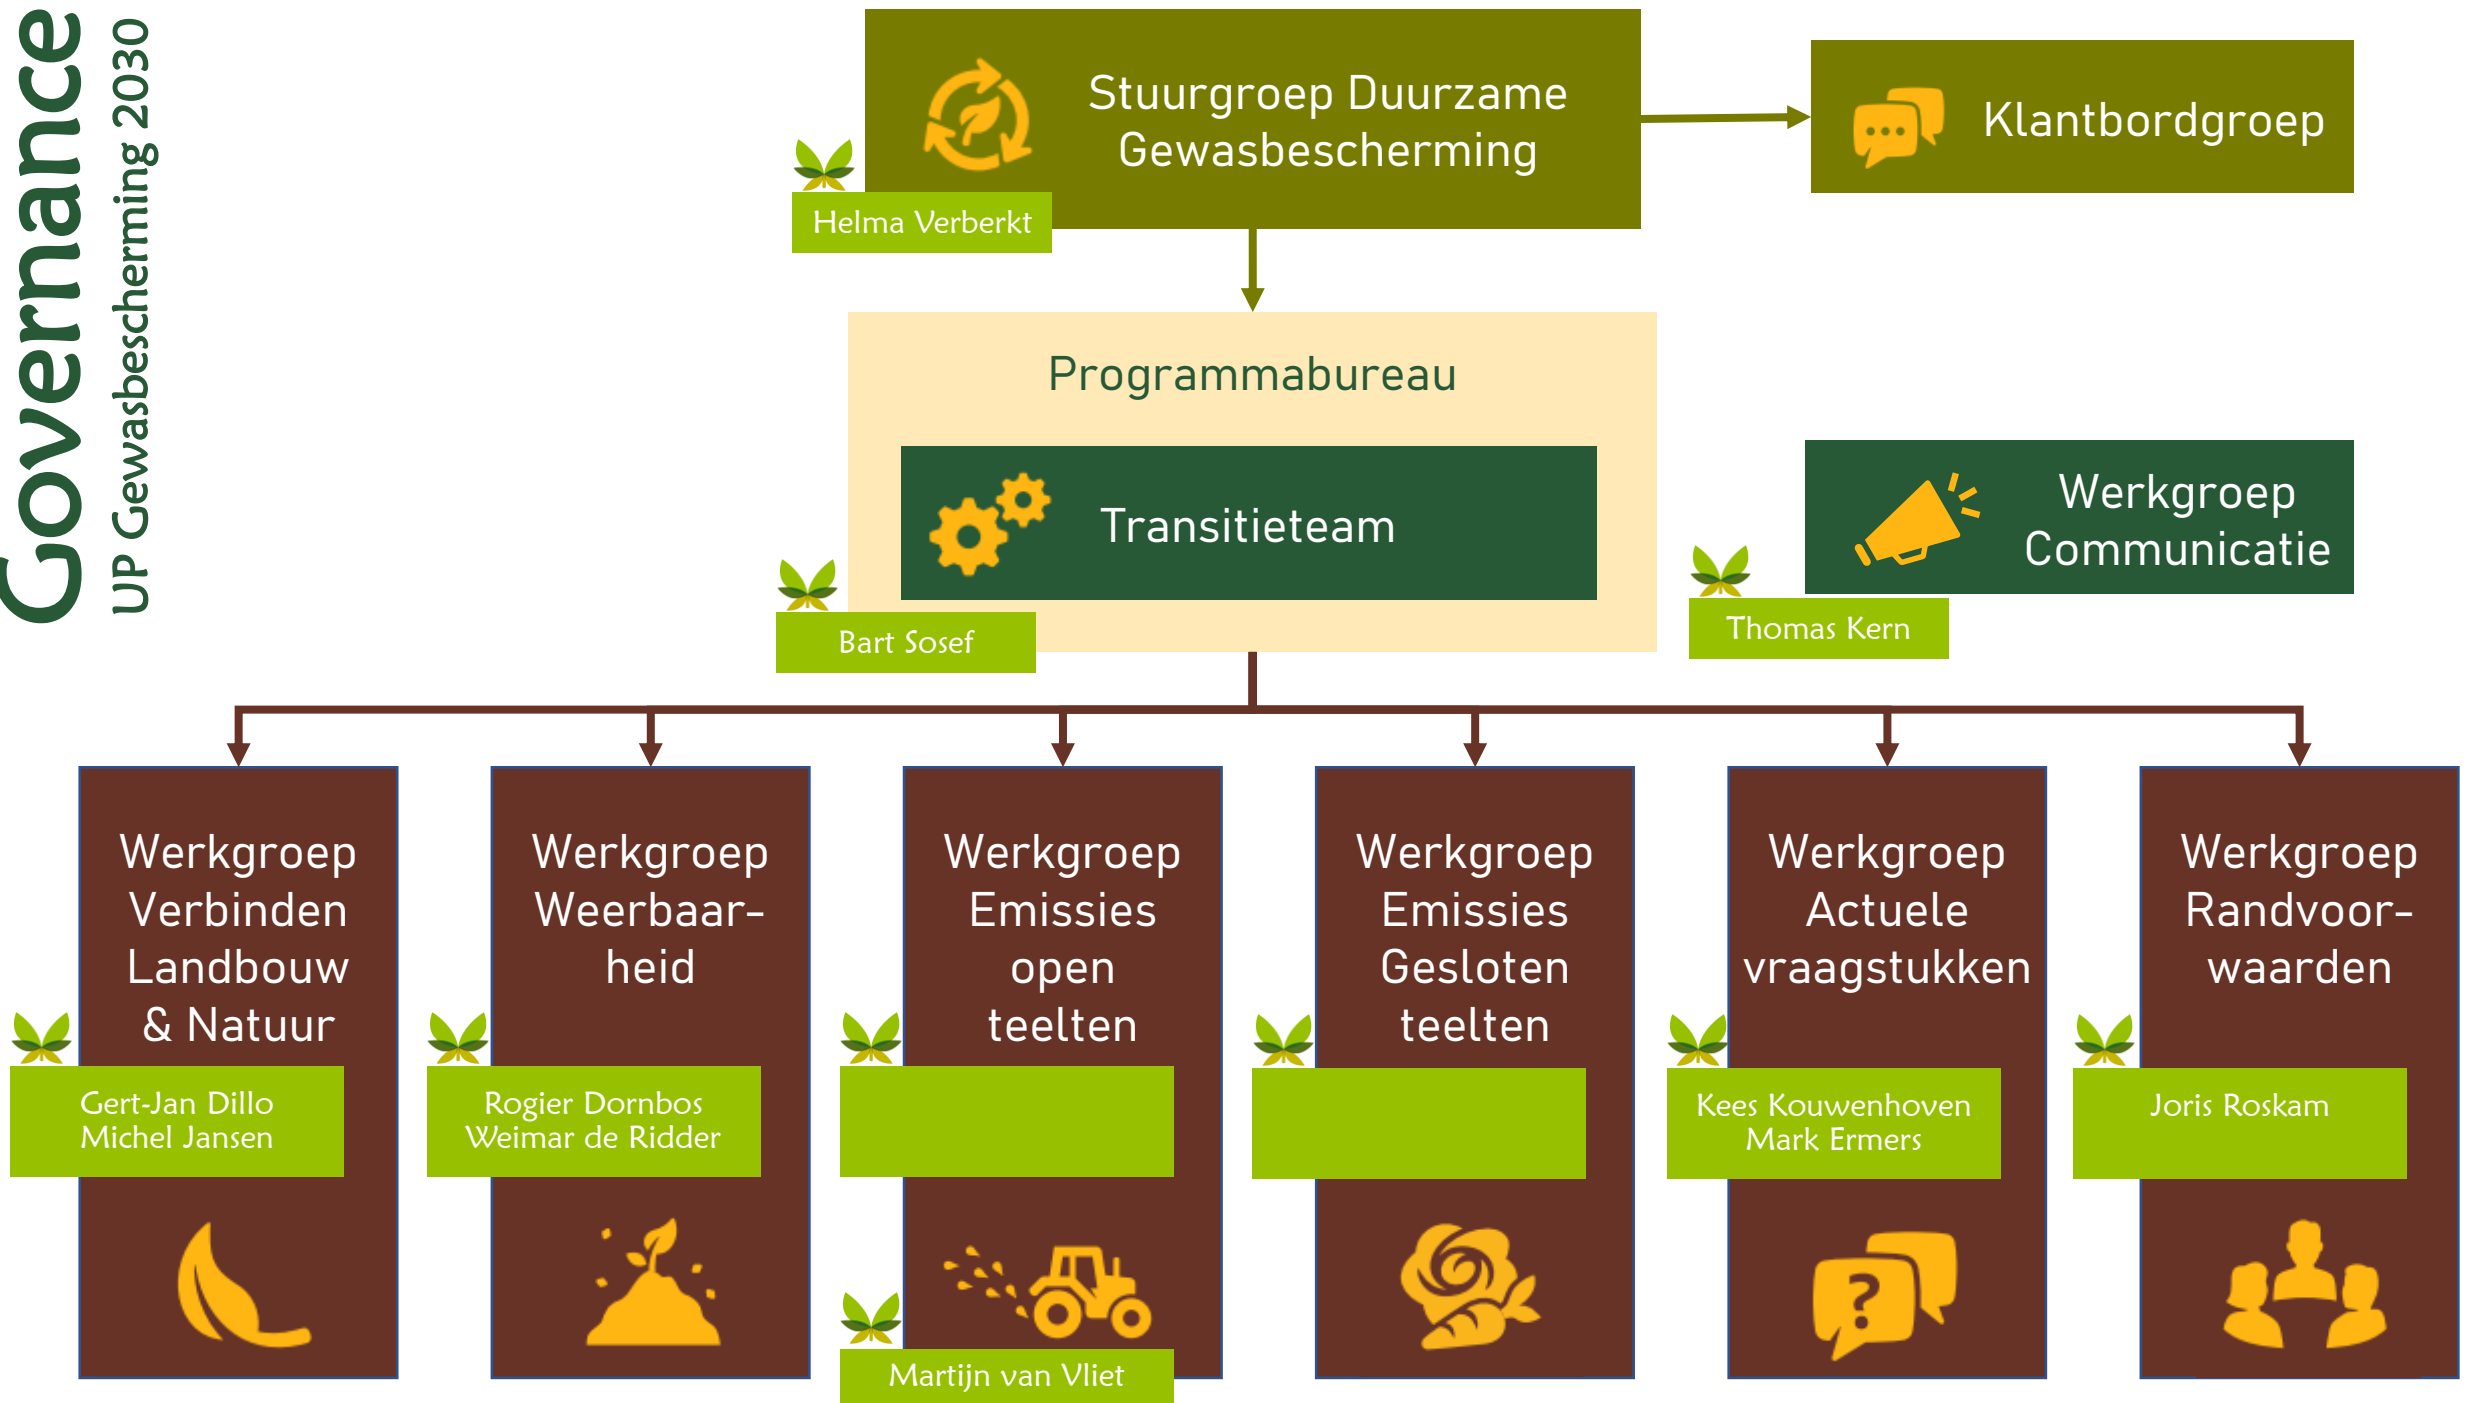 Governance
UP Gewasbescherming 2030
Stuurgroep Duurzame
Gewasbescherming
Helma Verberkt
Klantbordgroep
Programmabureau
Transitieteam
Bart Sosef
Werkgroep
Communicatie
Thomas Kern
Werkgroep
Verbinden
Landbouw
& Natuur
Gert-Jan Dillo
Michel Jansen
Werkgroep
Weerbaar-
heid
Rogier Dornbos
Weimar de Ridder
Werkgroep
Emissies
open
teelten
Martijn van Vliet
Werkgroep
Emissies
Gesloten
teelten
Werkgroep
Actuele
vraagstukken
Kees Kouwenhoven
Mark Ermers
?
Werkgroep
Randvoor-
waarden
Joris Roskam